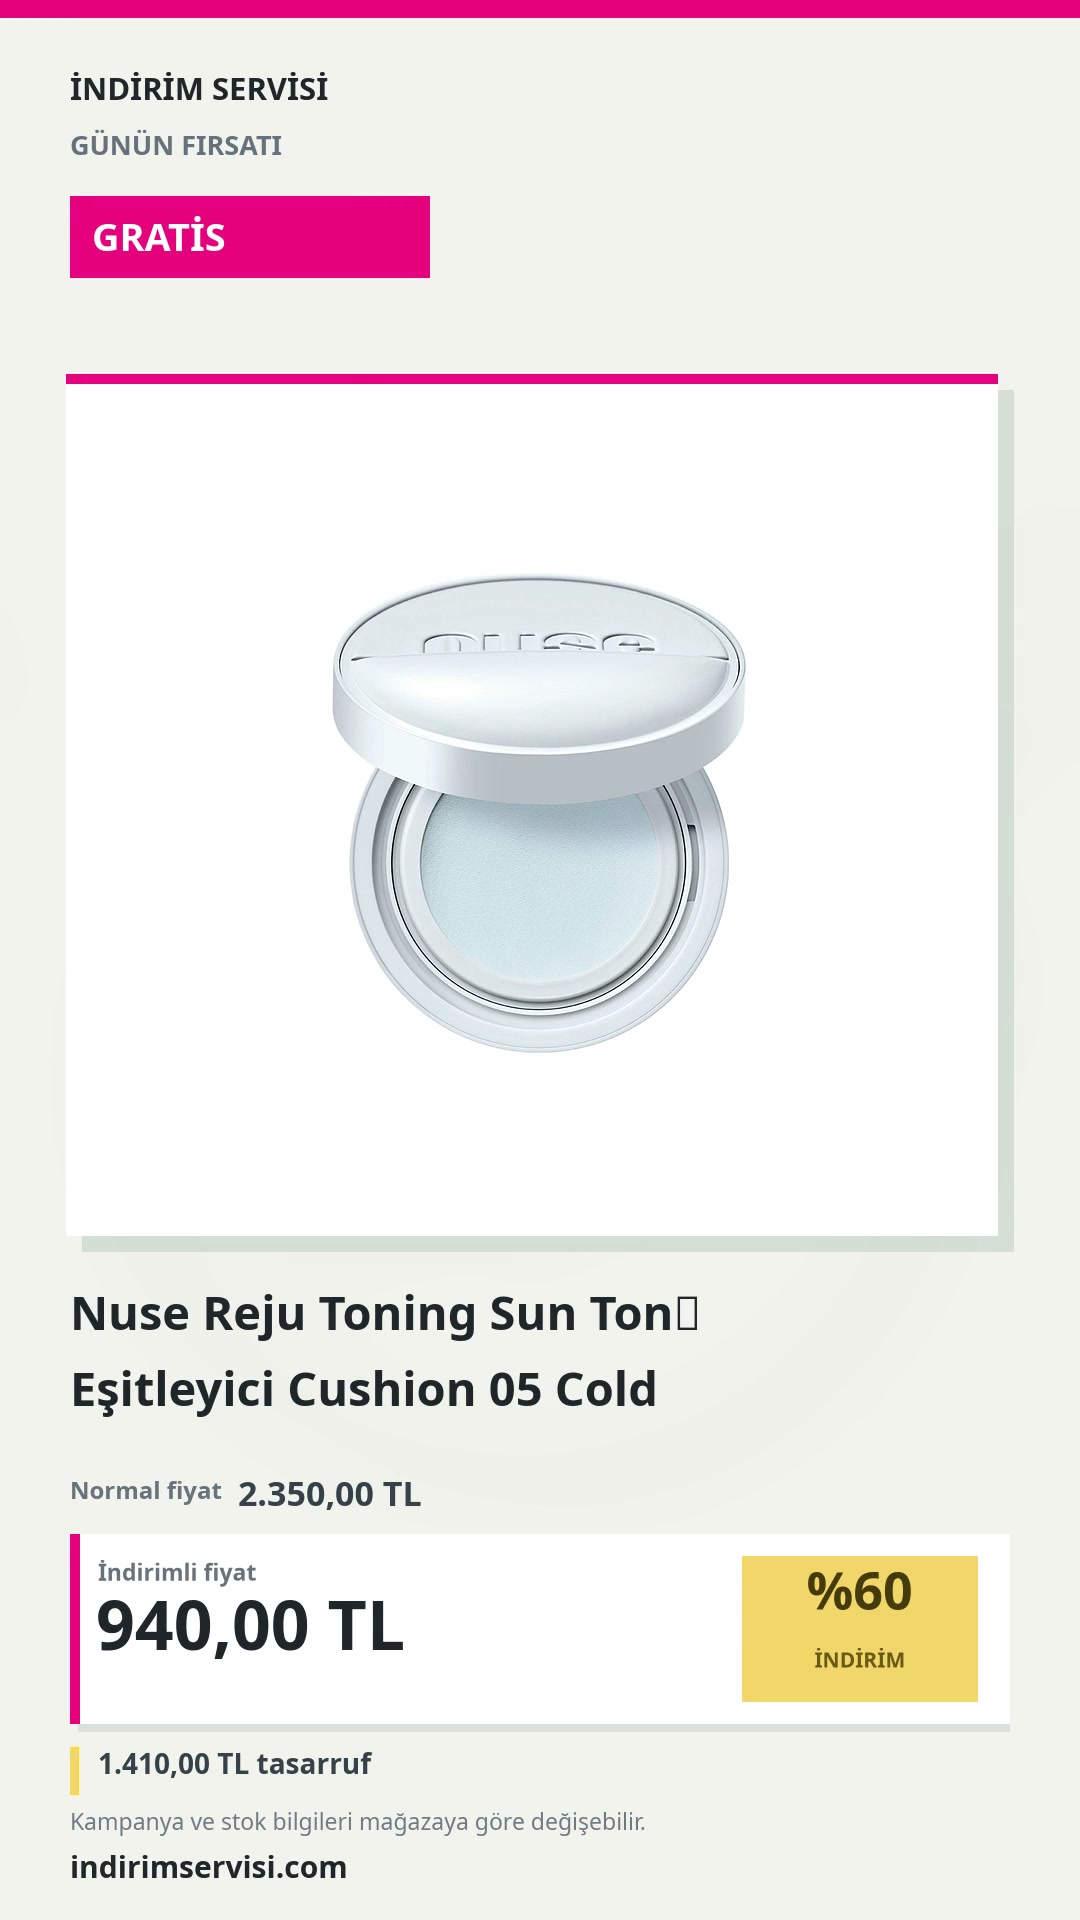 İNDİRİM SERVİSİ
GÜNÜN FIRSATI
GRATİS
nuse
Nuse Reju Toning Sun Ton
Eşitleyici Cushion 05 Cold
Normal fiyat 2.350,00 TL
İndirimli fiyat
940,00 TL
%60
İNDİRİM
1.410,00 TL tasarruf
Kampanya ve stok bilgileri mağazaya göre değişebilir.
indirimservisi.com